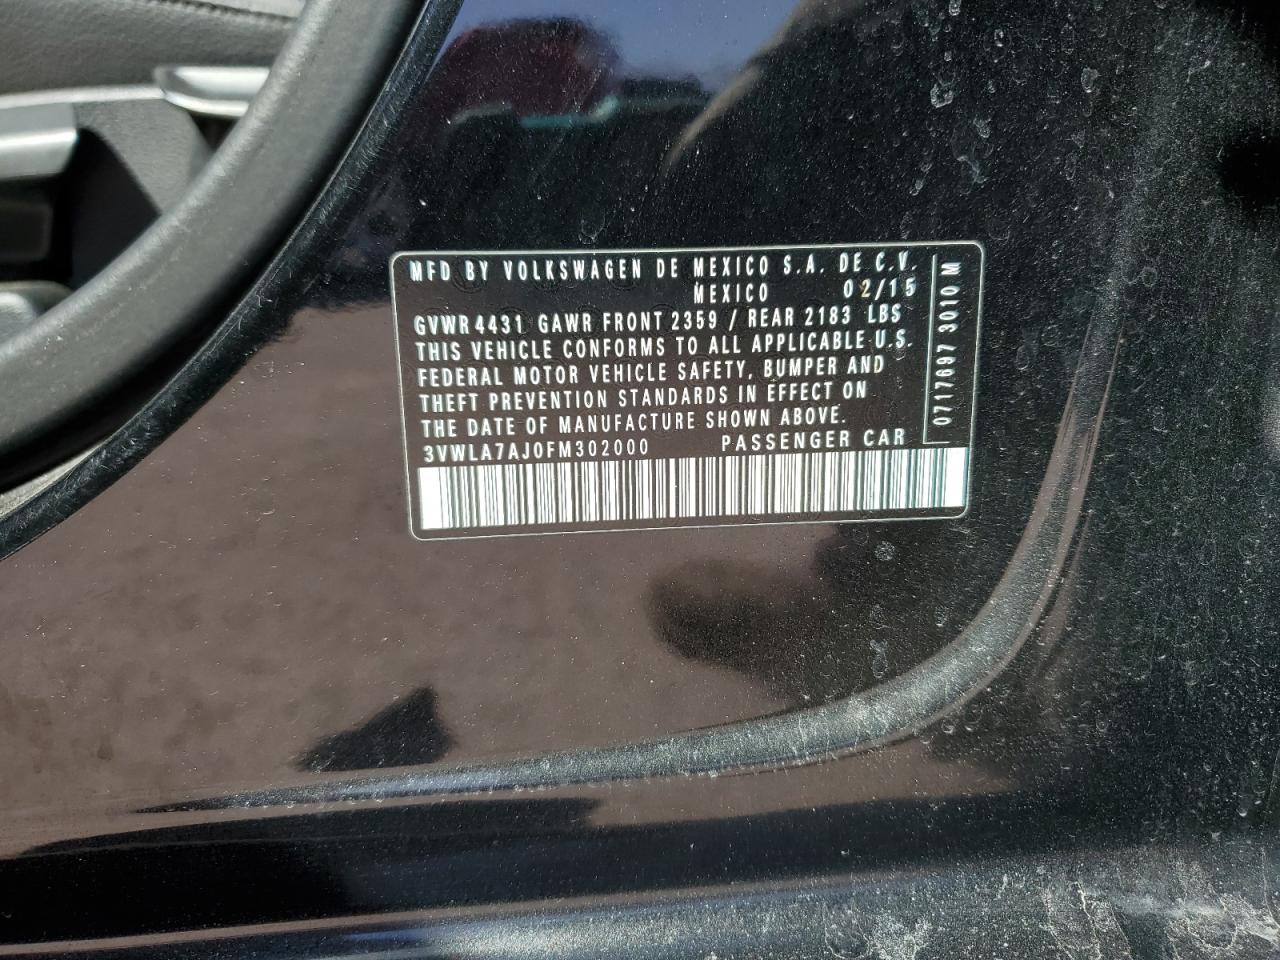 MFD BY VOLKSWAGEN DE MEXICO S.A. DE C.V.
MEXICO 02/15
GVWR 4431 GAWR FRONT 2359 / REAR 2183 LBS
THIS VEHICLE CONFORMS TO ALL APPLICABLE U.S.
FEDERAL MOTOR VEHICLE SAFETY, BUMPER AND
THEFT PREVENTION STANDARDS IN EFFECT ON
THE DATE OF MANUFACTURE SHOWN ABOVE.
3VWLA7AJ0FM302000 PASSENGER CAR
0717697 3010 M